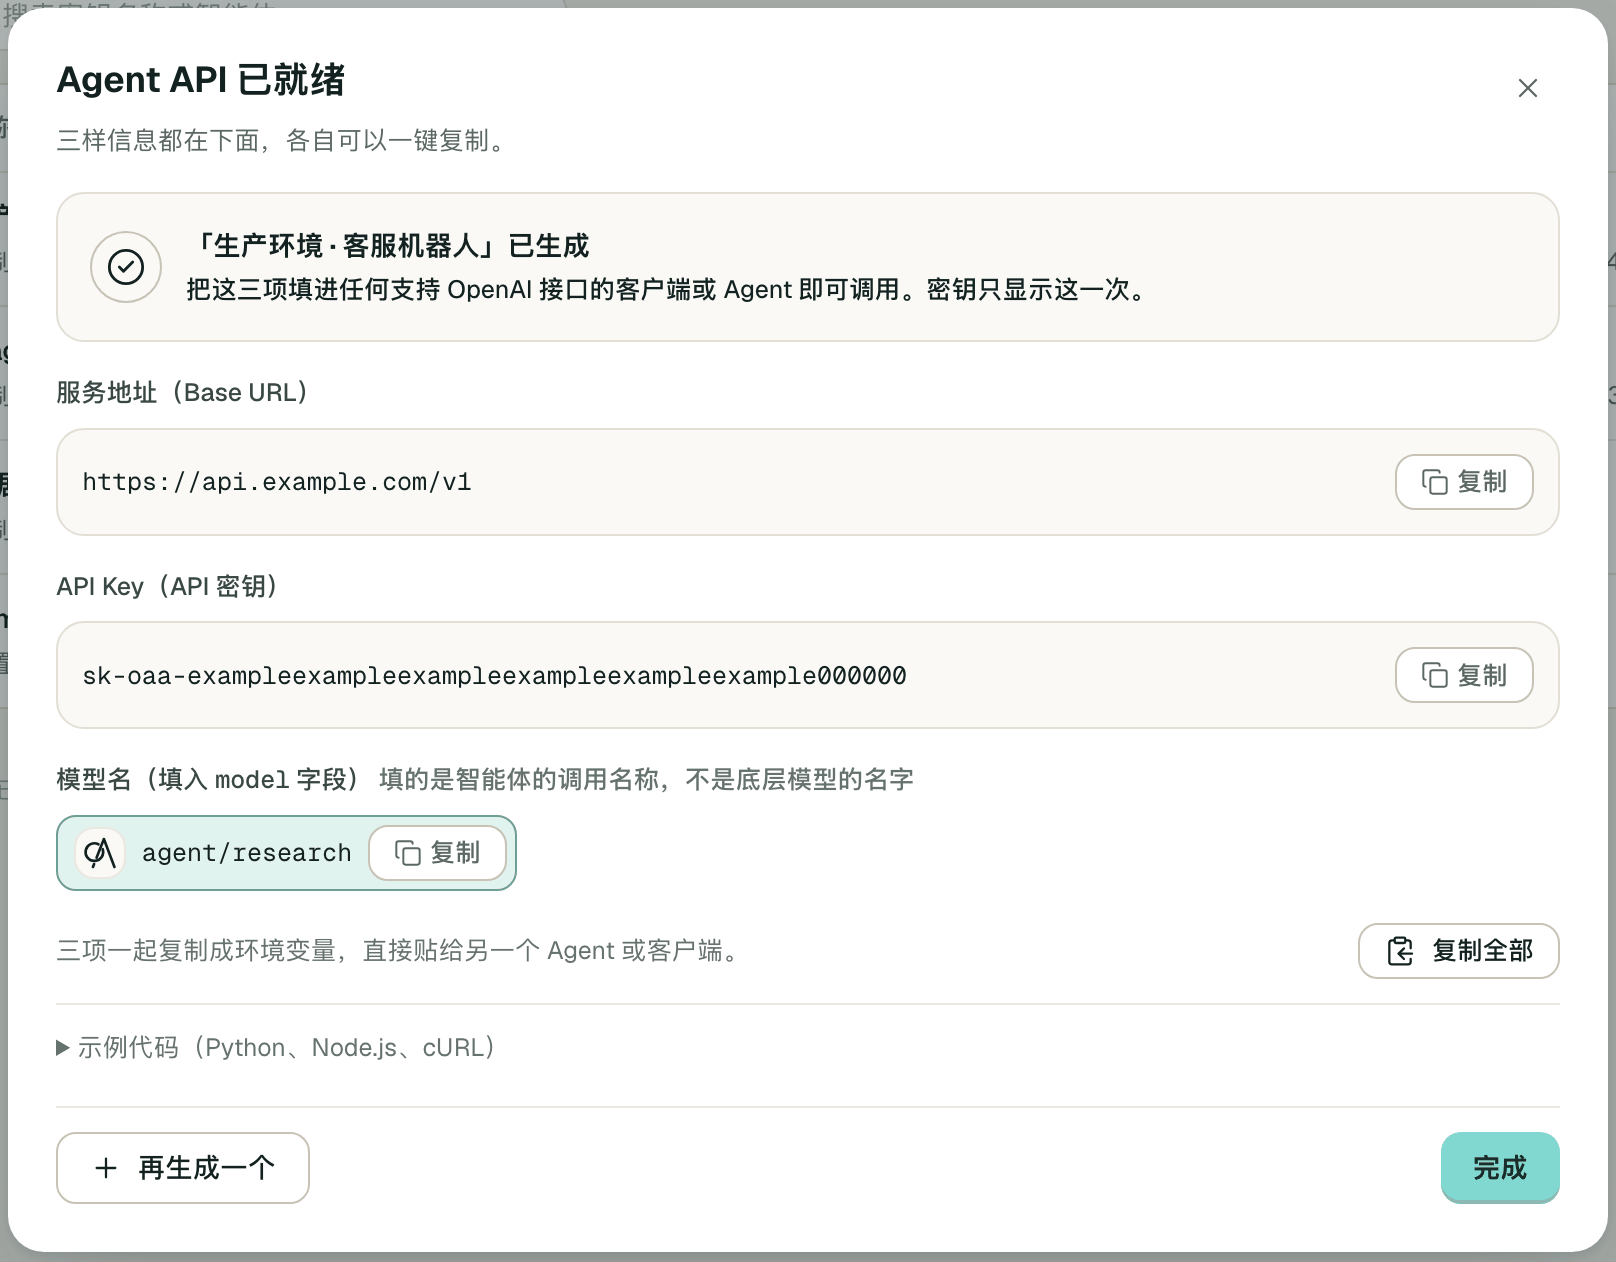 Agent API 已就绪
三样信息都在下面，各自可以一键复制。
「生产环境 · 客服机器人」已生成
把这三项填进任何支持 OpenAI 接口的客户端或 Agent 即可调用。密钥只显示这一次。
服务地址（Base URL）
https://api.example.com/v1
复制
API Key（API 密钥）
sk-oaa-exampleexampleexampleexampleexampleexample000000
复制
模型名（填入 model 字段） 填的是智能体的调用名称，不是底层模型的名字
agent/research
复制
三项一起复制成环境变量，直接贴给另一个 Agent 或客户端。
复制全部
示例代码（Python、Node.js、cURL）
再生成一个
完成